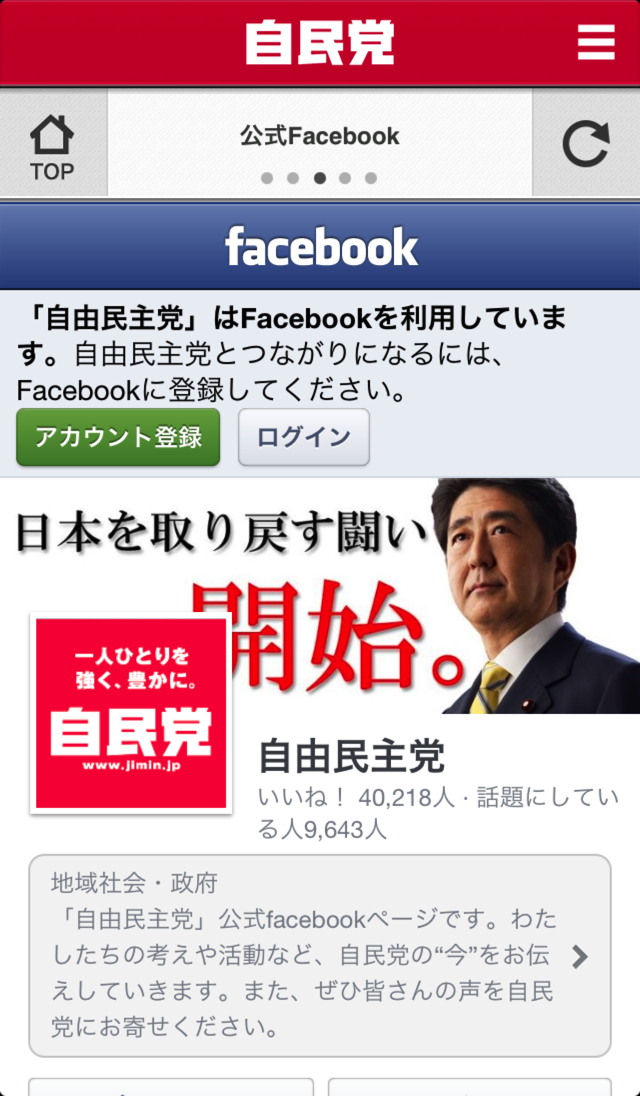 自民党
TOP
公式Facebook
facebook
「自由民主党」はFacebookを利用していま
す。自由民主党とつながりになるには、
Facebookに登録してください。
アカウント登録
ログイン
日本を取り戻す闘い
開始。
一人ひとりを
強く、豊かに。
自民党
www.jimin.jp
自由民主党
いいね！ 40,218人 · 話題にしてい
る人9,643人
地域社会・政府
「自由民主党」公式facebookページです。わた
したちの考えや活動など、自民党の“今”をお伝
えしていきます。また、ぜひ皆さんの声を自民
党にお寄せください。